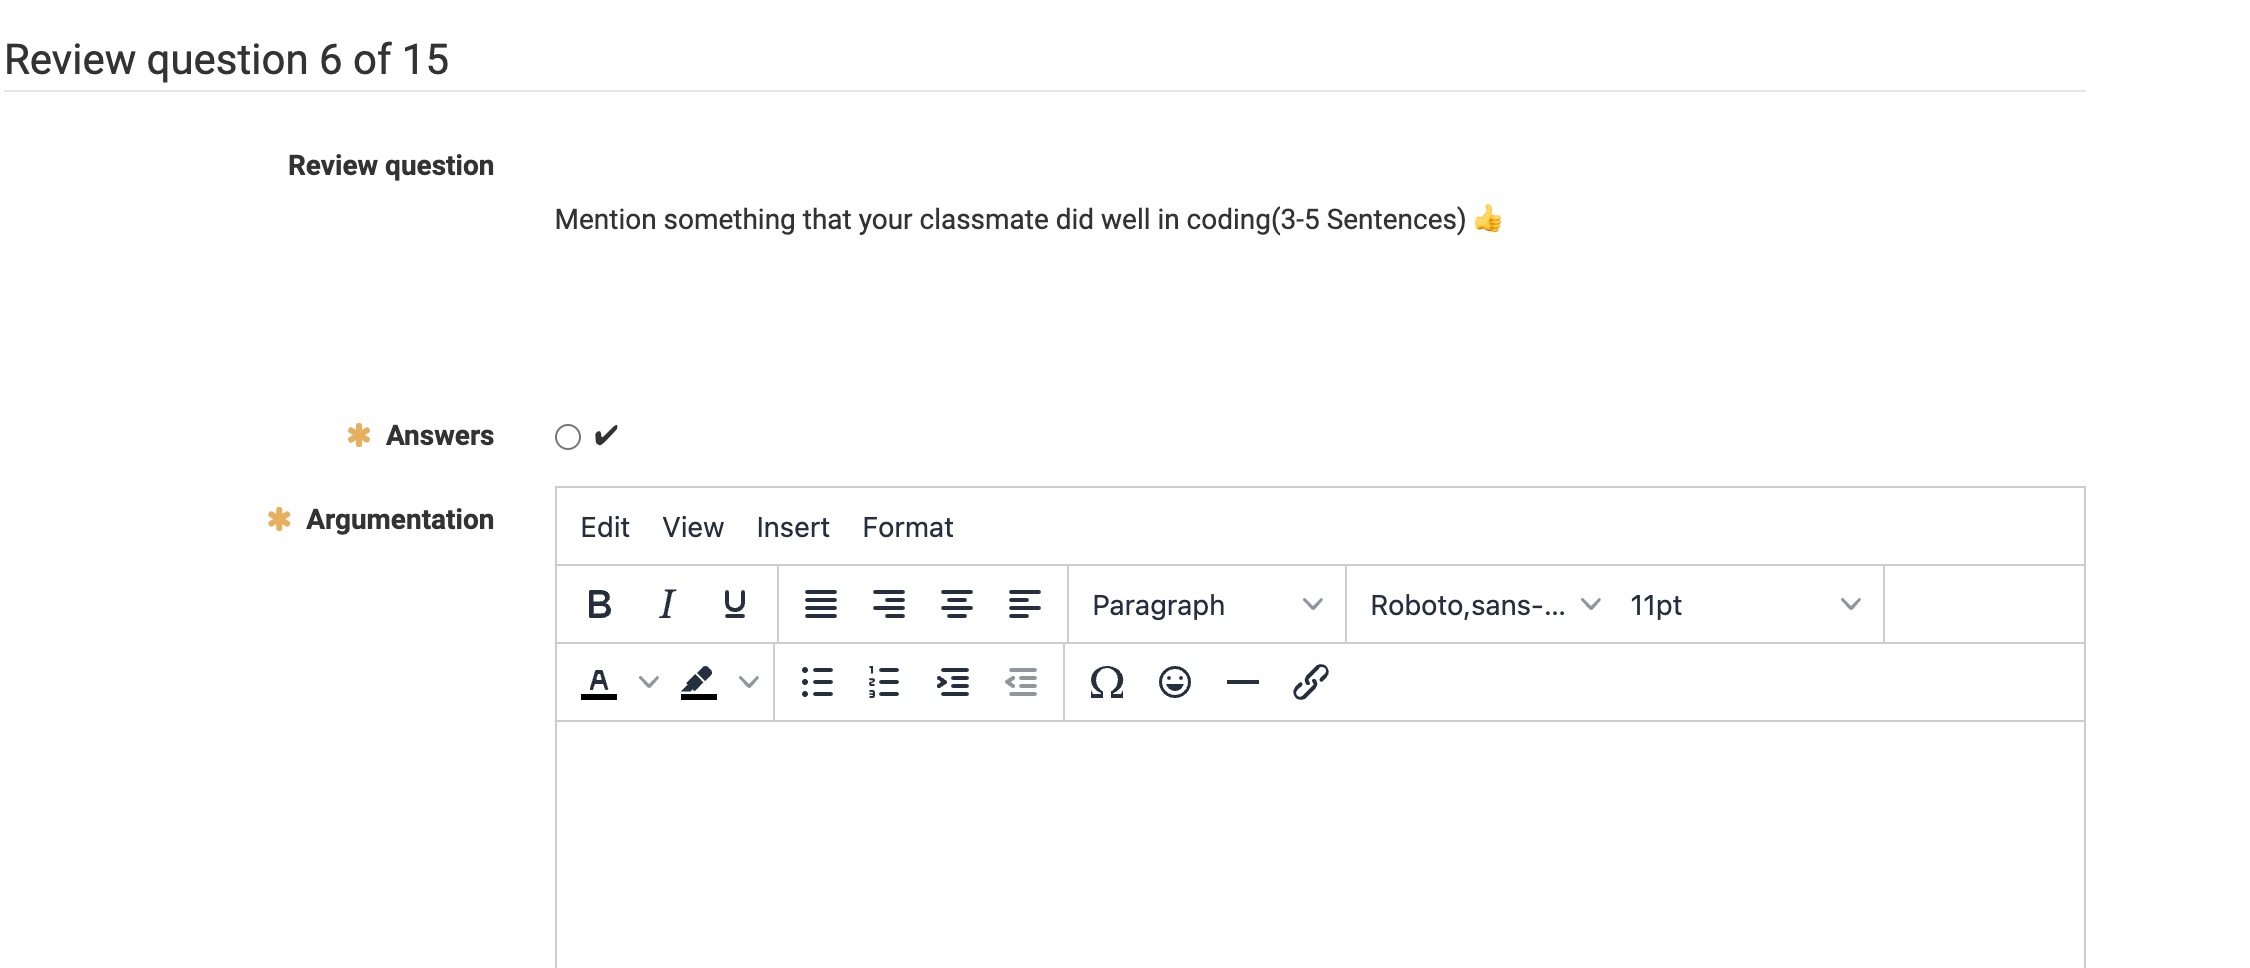 Review question 6 of 15
Review question
Mention something that your classmate did well in coding(3-5 Sentences) 👍
Answers
✔
Argumentation
Edit View Insert Format
B I U Paragraph Roboto,sans-... 11pt
A Ω